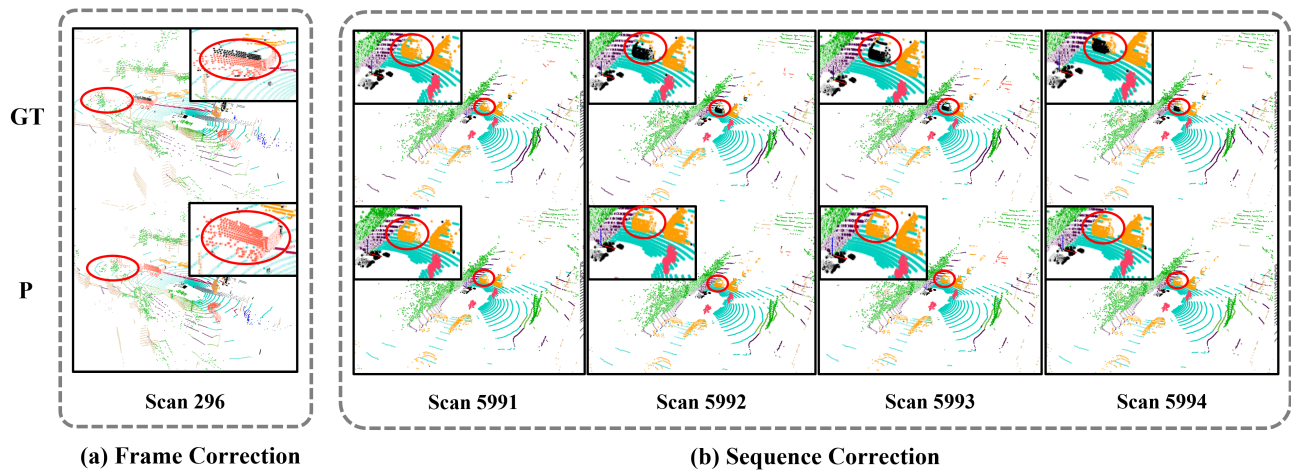 GT
P
Scan 296
Scan 5991
Scan 5992
Scan 5993
Scan 5994
(a) Frame Correction
(b) Sequence Correction